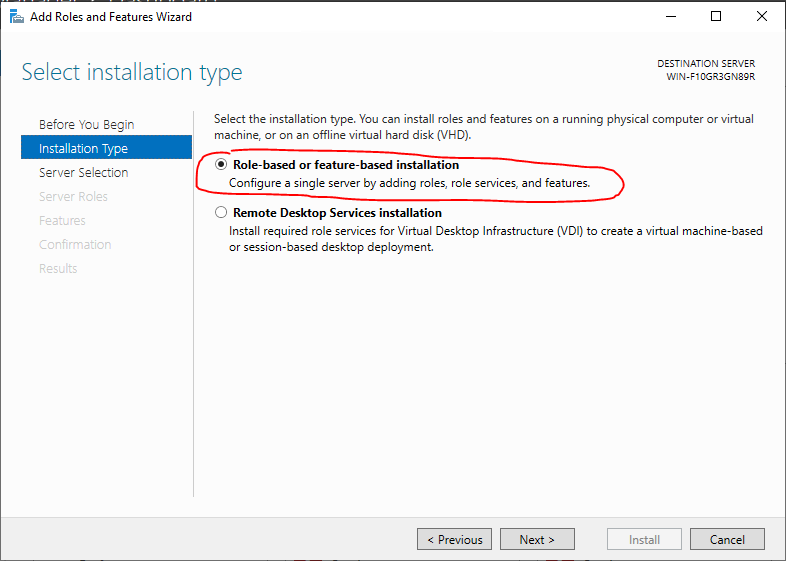 Add Roles and Features Wizard
Select installation type
DESTINATION SERVER
WIN-F10GR3GN89R
Before You Begin
Installation Type
Server Selection
Server Roles
Features
Confirmation
Results
Select the installation type. You can install roles and features on a running physical computer or virtual
machine, or on an offline virtual hard disk (VHD).
Role-based or feature-based installation
Configure a single server by adding roles, role services, and features.
Remote Desktop Services installation
Install required role services for Virtual Desktop Infrastructure (VDI) to create a virtual machine-based
or session-based desktop deployment.
< Previous
Next >
Install
Cancel